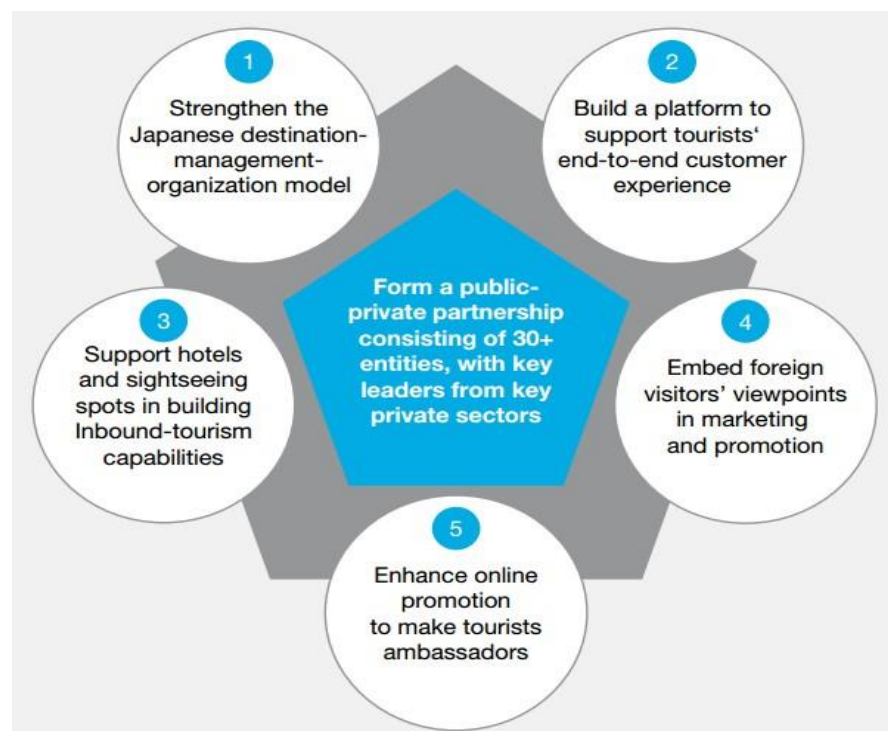 1
Strengthen the
Japanese destination-
management-
organization model
2
Build a platform to
support tourists‘
end-to-end customer
experience
Form a public-
private partnership
consisting of 30+
entities, with key
leaders from key
private sectors
3
Support hotels
and sightseeing
spots in building
Inbound-tourism
capabilities
4
Embed foreign
visitors’ viewpoints
in marketing
and promotion
5
Enhance online
promotion
to make tourists
ambassadors